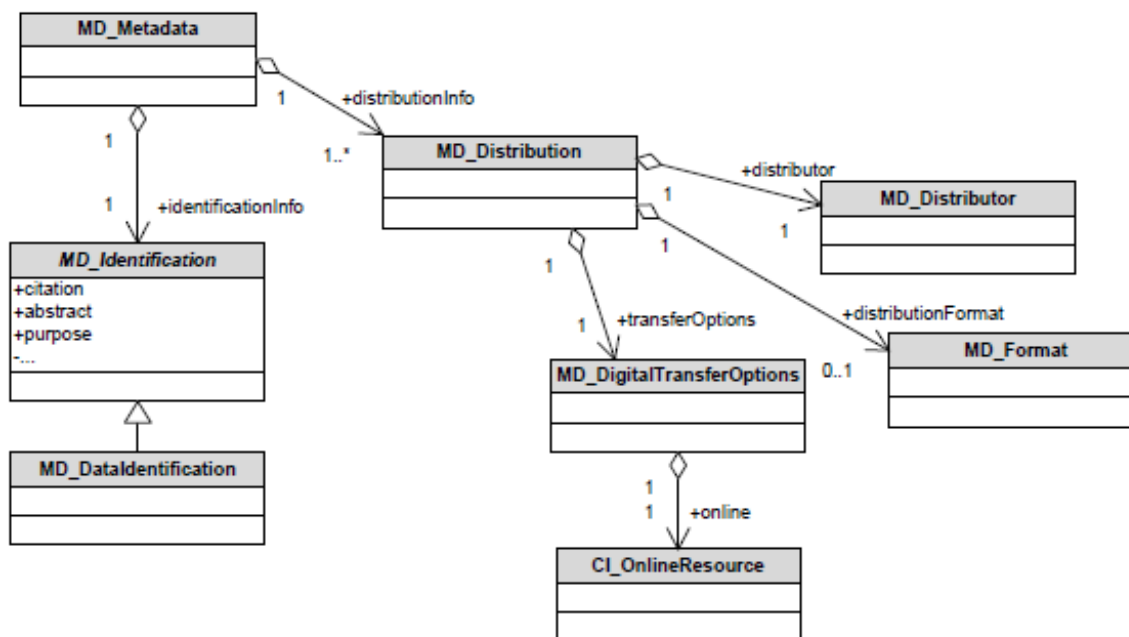 MD_Metadata
1
+distributionInfo
1..*
1
1
+identificationInfo
MD_Distribution
1
+distributor
1
MD_Distributor
1
+distributionFormat
0..1
MD_Format
MD_Identification
+citation
+abstract
+purpose
-...
1
1
+transferOptions
MD_DigitalTransferOptions
MD_DataIdentification
1
1
+online
CI_OnlineResource